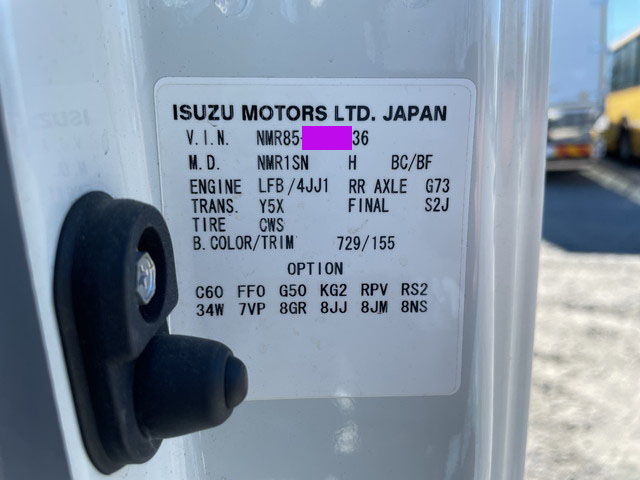 ISUZU MOTORS LTD. JAPAN
V.I.N. NMR85- 36
M.D. NMR1SN H BC/BF
ENGINE LFB/4JJ1 RR AXLE G73
TRANS. Y5X FINAL S2J
TIRE CWS
B.COLOR/TRIM 729/155
OPTION
C60 FF0 G50 KG2 RPV RS2
34W 7VP 8GR 8JJ 8JM 8NS